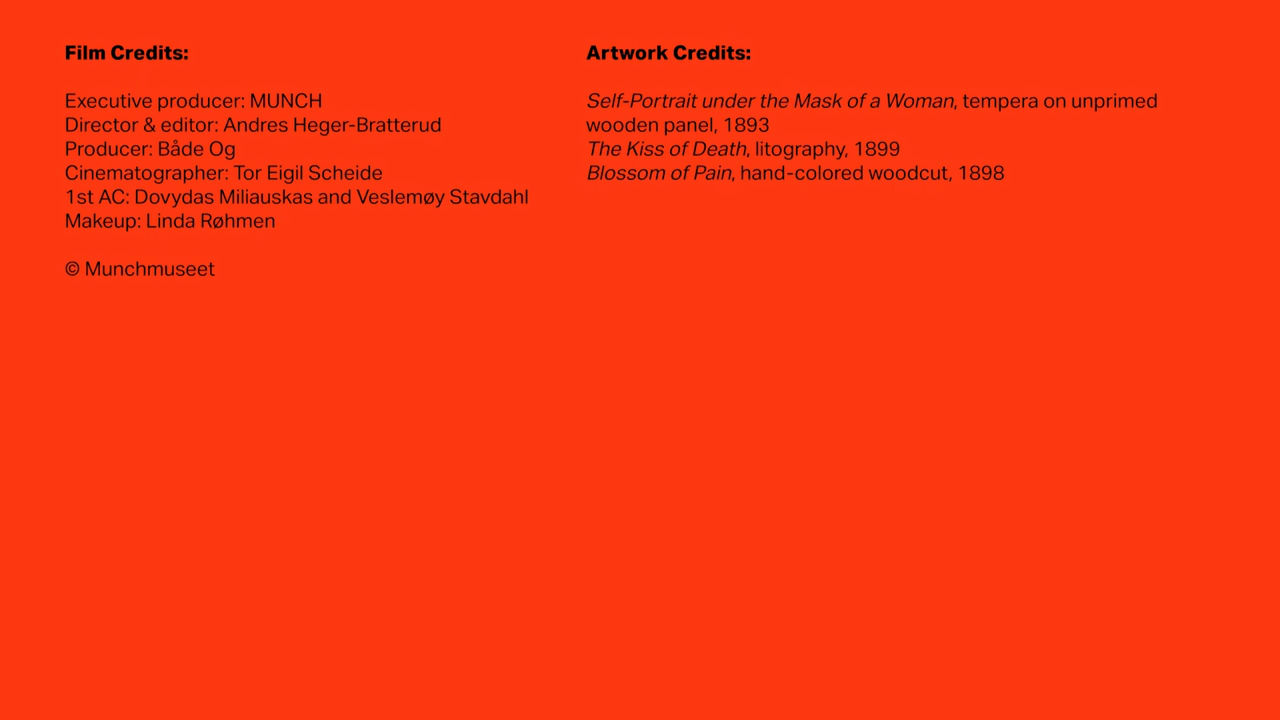 Film Credits:
Executive producer: MUNCH
Director & editor: Andres Heger-Bratterud
Producer: Både Og
Cinematographer: Tor Eigil Scheide
1st AC: Dovydas Miliauskas and Veslemøy Stavdahl
Makeup: Linda Røhmen
© Munchmuseet
Artwork Credits:
Self-Portrait under the Mask of a Woman, tempera on unprimed
wooden panel, 1893
The Kiss of Death, litography, 1899
Blossom of Pain, hand-colored woodcut, 1898